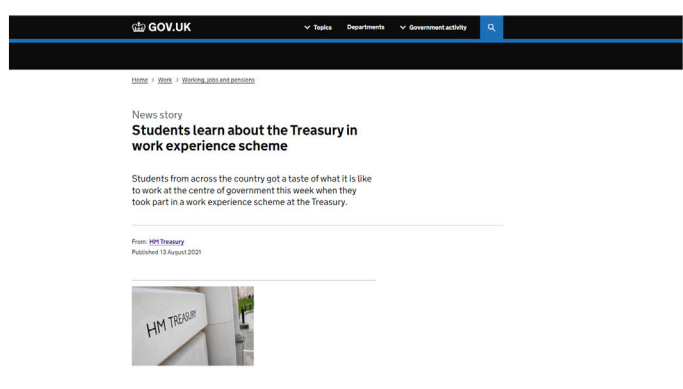 GOV.UK
Topics Departments Government activity
Home > Work > Working, jobs and pensions
News story
Students learn about the Treasury in
work experience scheme
Students from across the country got a taste of what it is like
to work at the centre of government this week when they
took part in a work experience scheme at the Treasury.
From: HM Treasury
Published 13 August 2021
HM TREASURY